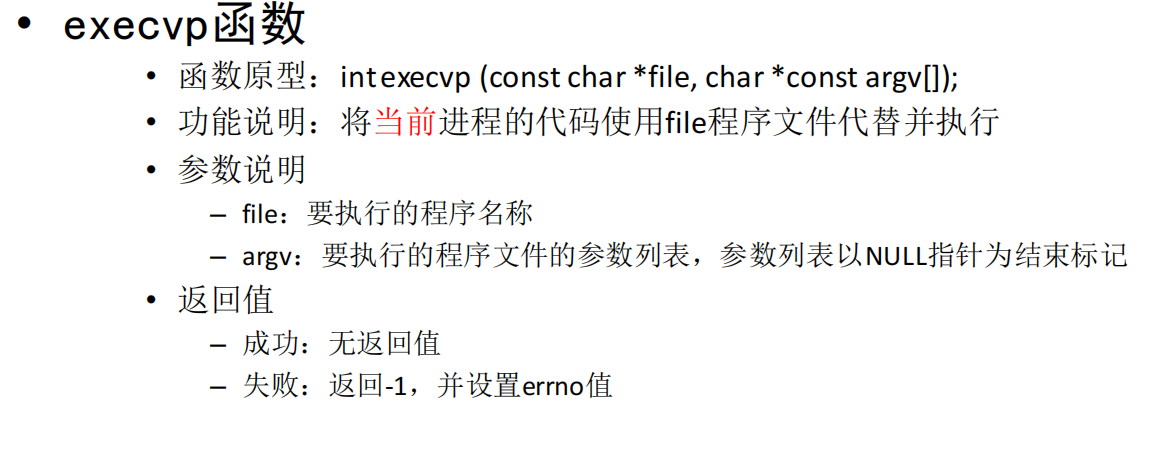 • execvp函数
• 函数原型：int execvp (const char *file, char *const argv[]);
• 功能说明：将当前进程的代码使用file程序文件代替并执行
• 参数说明
– file：要执行的程序名称
– argv：要执行的程序文件的参数列表，参数列表以NULL指针为结束标记
• 返回值
– 成功：无返回值
– 失败：返回-1，并设置errno值